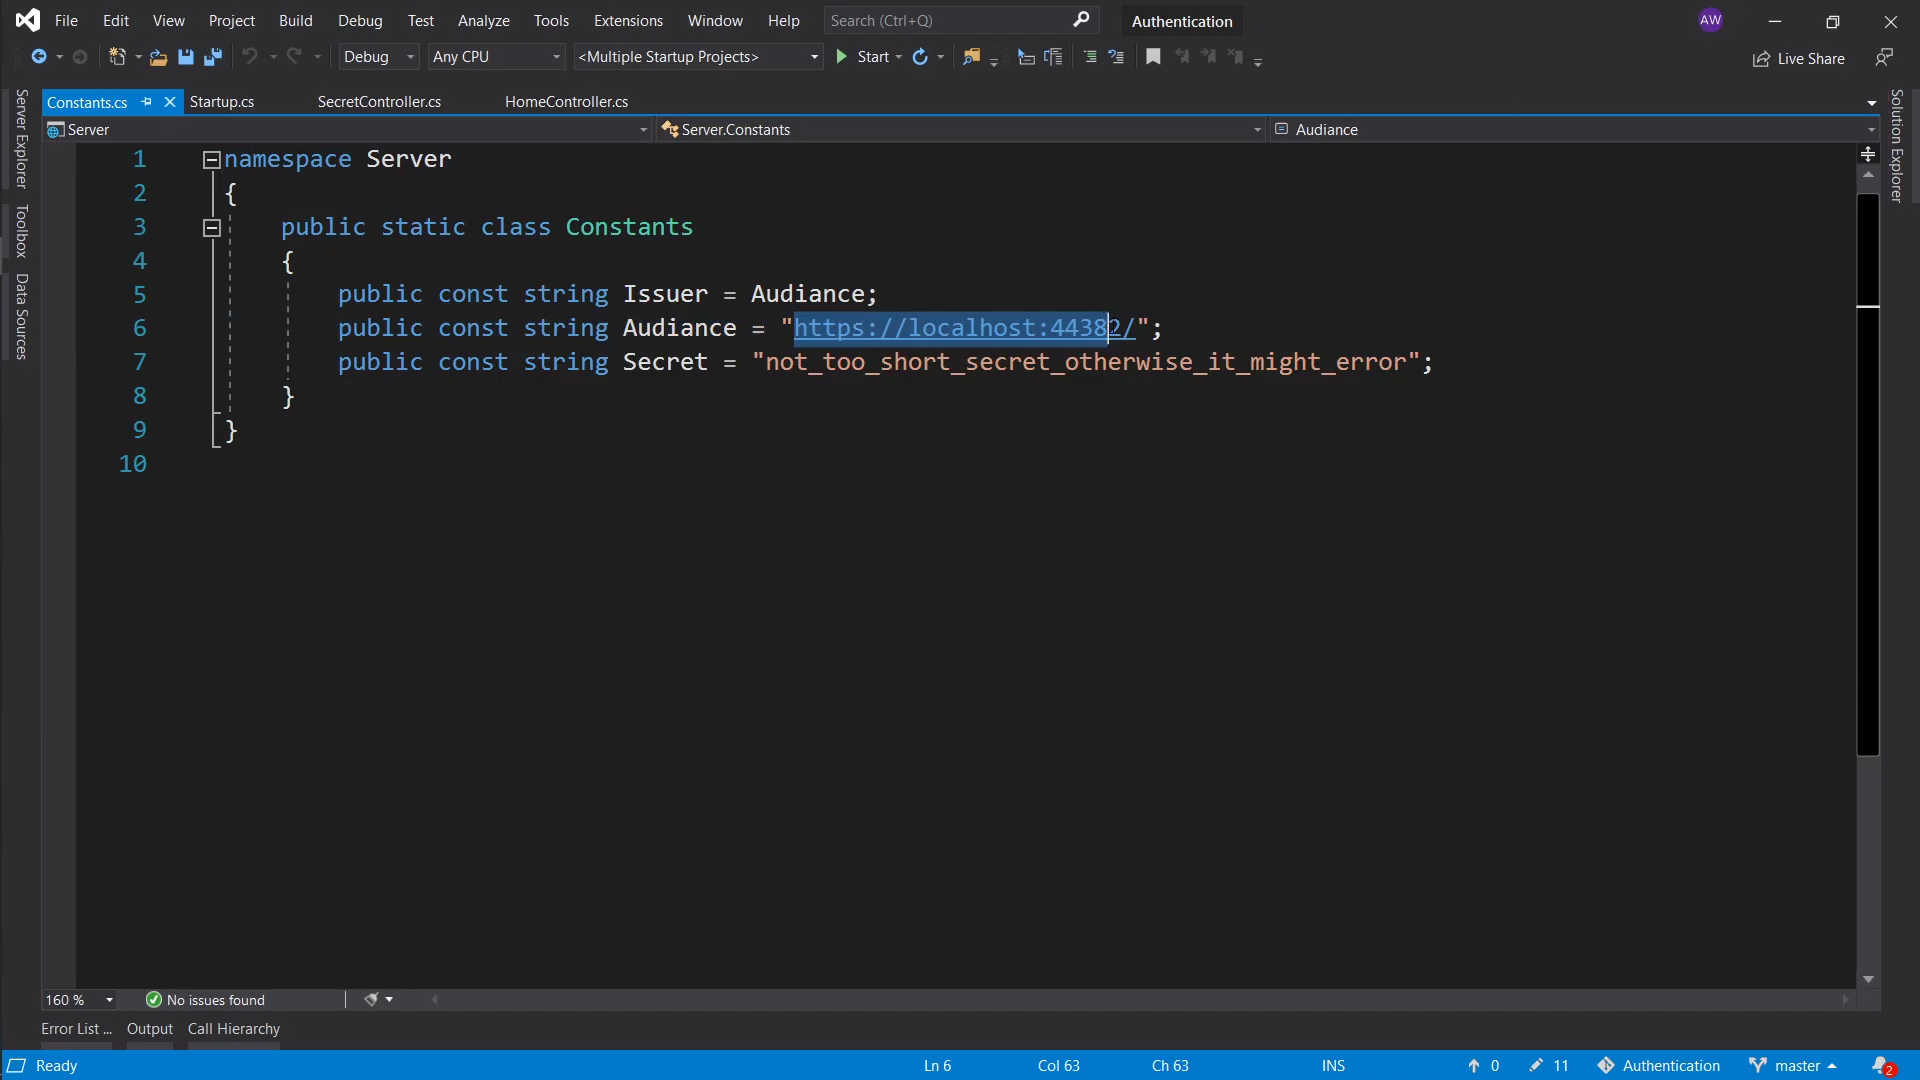 File Edit View Project Build Debug Test Analyze Tools Extensions Window Help Search (Ctrl+Q) Authentication AW
Debug Any CPU <Multiple Startup Projects> Start Live Share
Constants.cs Startup.cs SecretController.cs HomeController.cs
Server Server.Constants Audiance
Server Explorer
Toolbox
Data Sources
Solution Explorer
1 namespace Server
2 {
3 public static class Constants
4 {
5 public const string Issuer = Audiance;
6 public const string Audiance = "https://localhost:44382/";
7 public const string Secret = "not_too_short_secret_otherwise_it_might_error";
8 }
9 }
10
160 % No issues found
Error List ... Output Call Hierarchy
Ready Ln 6 Col 63 Ch 63 INS 0 11 Authentication master 2